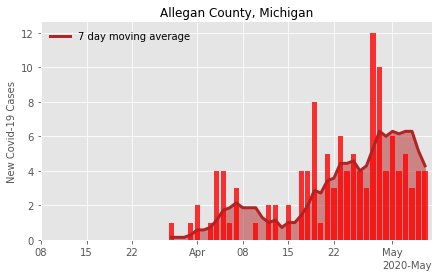 Allegan County, Michigan
7 day moving average
New Covid-19 Cases
12
10
8
6
4
2
0
08 15 22 Apr 08 15 22 May
2020-May